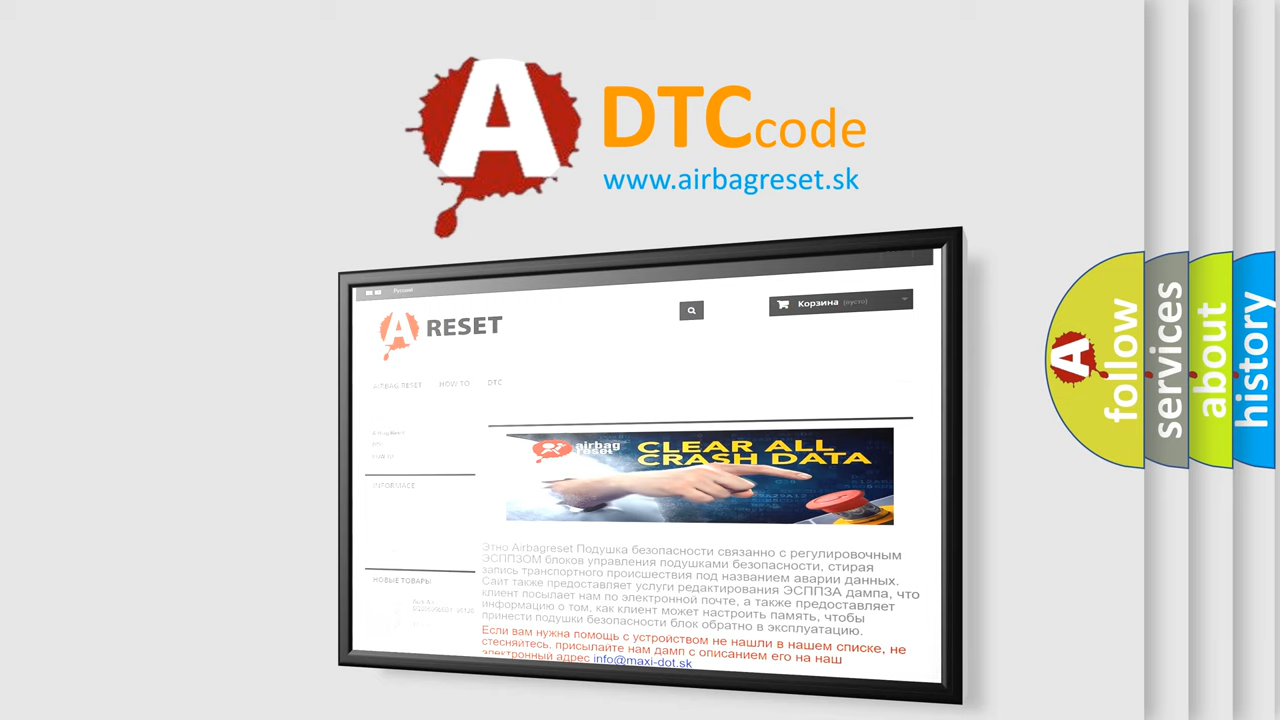 A DTCcode
www.airbagreset.sk
Русский
A RESET
Корзина (пусто)
AIRBAG RESET HOW TO DTC
airbag
reset
CLEAR ALL
CRASH DATA
INFORMACE
НОВЫЕ ТОВАРЫ
Этно Airbagreset Подушка безопасности связанно с регулировочным
ЭСППЗОМ блоков управления подушками безопасности, стирая
запись транспортного происшествия под названием аварии данных.
Сайт также предоставляет услуги редактирования ЭСППЗА дампа, что
клиент посылает нам по электронной почте, а также предоставляет
информацию о том, как клиент может настроить память, чтобы
принести подушки безопасности блок обратно в эксплуатацию.
Если вам нужна помощь с устройством не нашли в нашем списке, не
стесняйтесь, присылайте нам дамп с описанием его на наш
электронный адрес info@maxi-dot.sk
A
follow
services
about
history